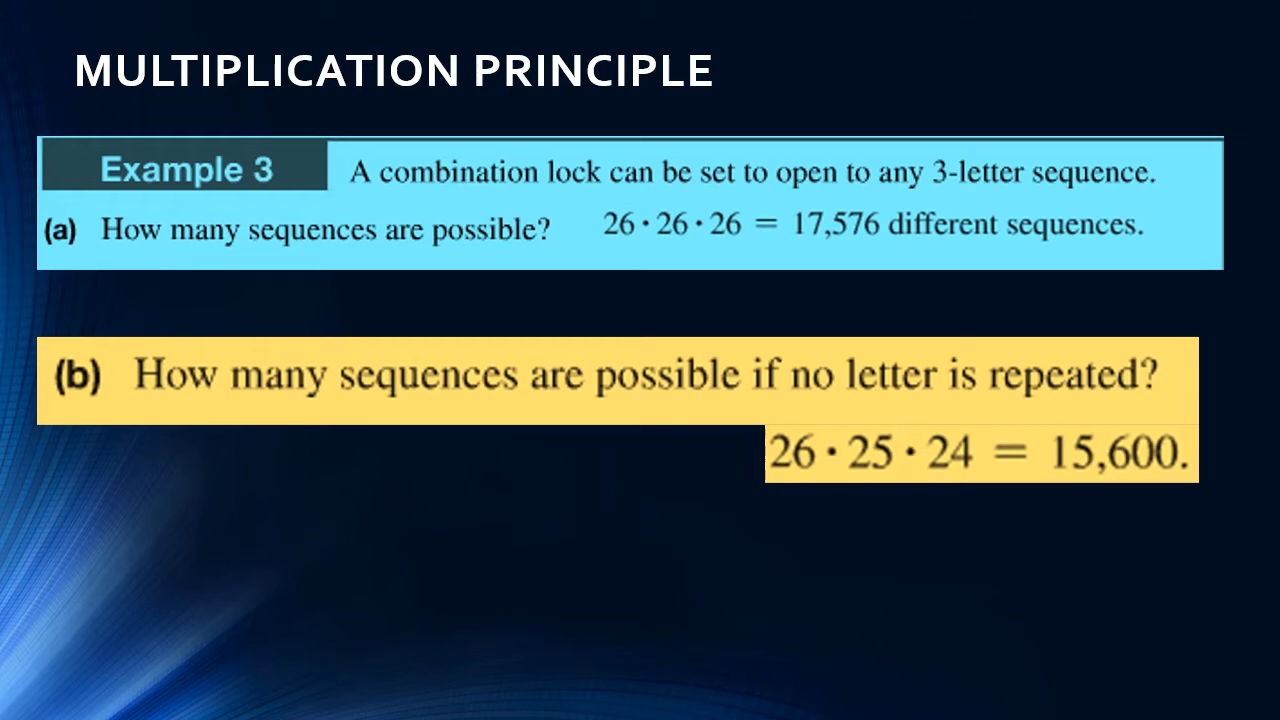 MULTIPLICATION PRINCIPLE
Example 3 A combination lock can be set to open to any 3-letter sequence.
(a) How many sequences are possible? 26 · 26 · 26 = 17,576 different sequences.
(b) How many sequences are possible if no letter is repeated?
26 · 25 · 24 = 15,600.